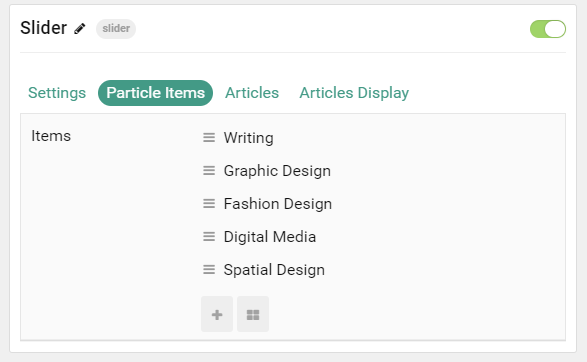 Slider slider
Settings Particle Items Articles Articles Display
Items
Writing
Graphic Design
Fashion Design
Digital Media
Spatial Design